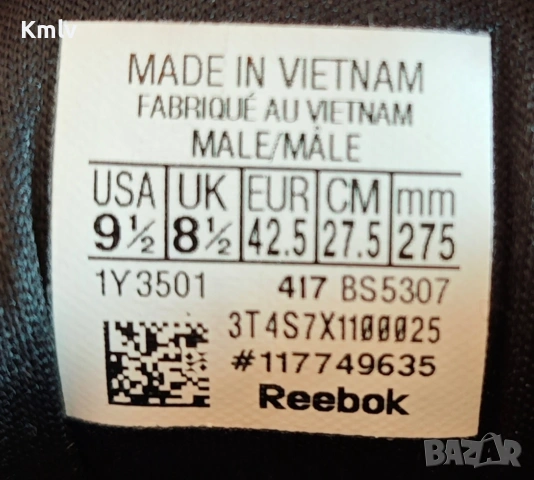 Kmlv
MADE IN VIETNAM
FABRIQUÉ AU VIETNAM
MALE/MÂLE
USA UK EUR CM mm
9½ 8½ 42.5 27.5 275
1Y3501 417 BS5307
3T4S7X1100025
#117749635
Reebok
BAZAR